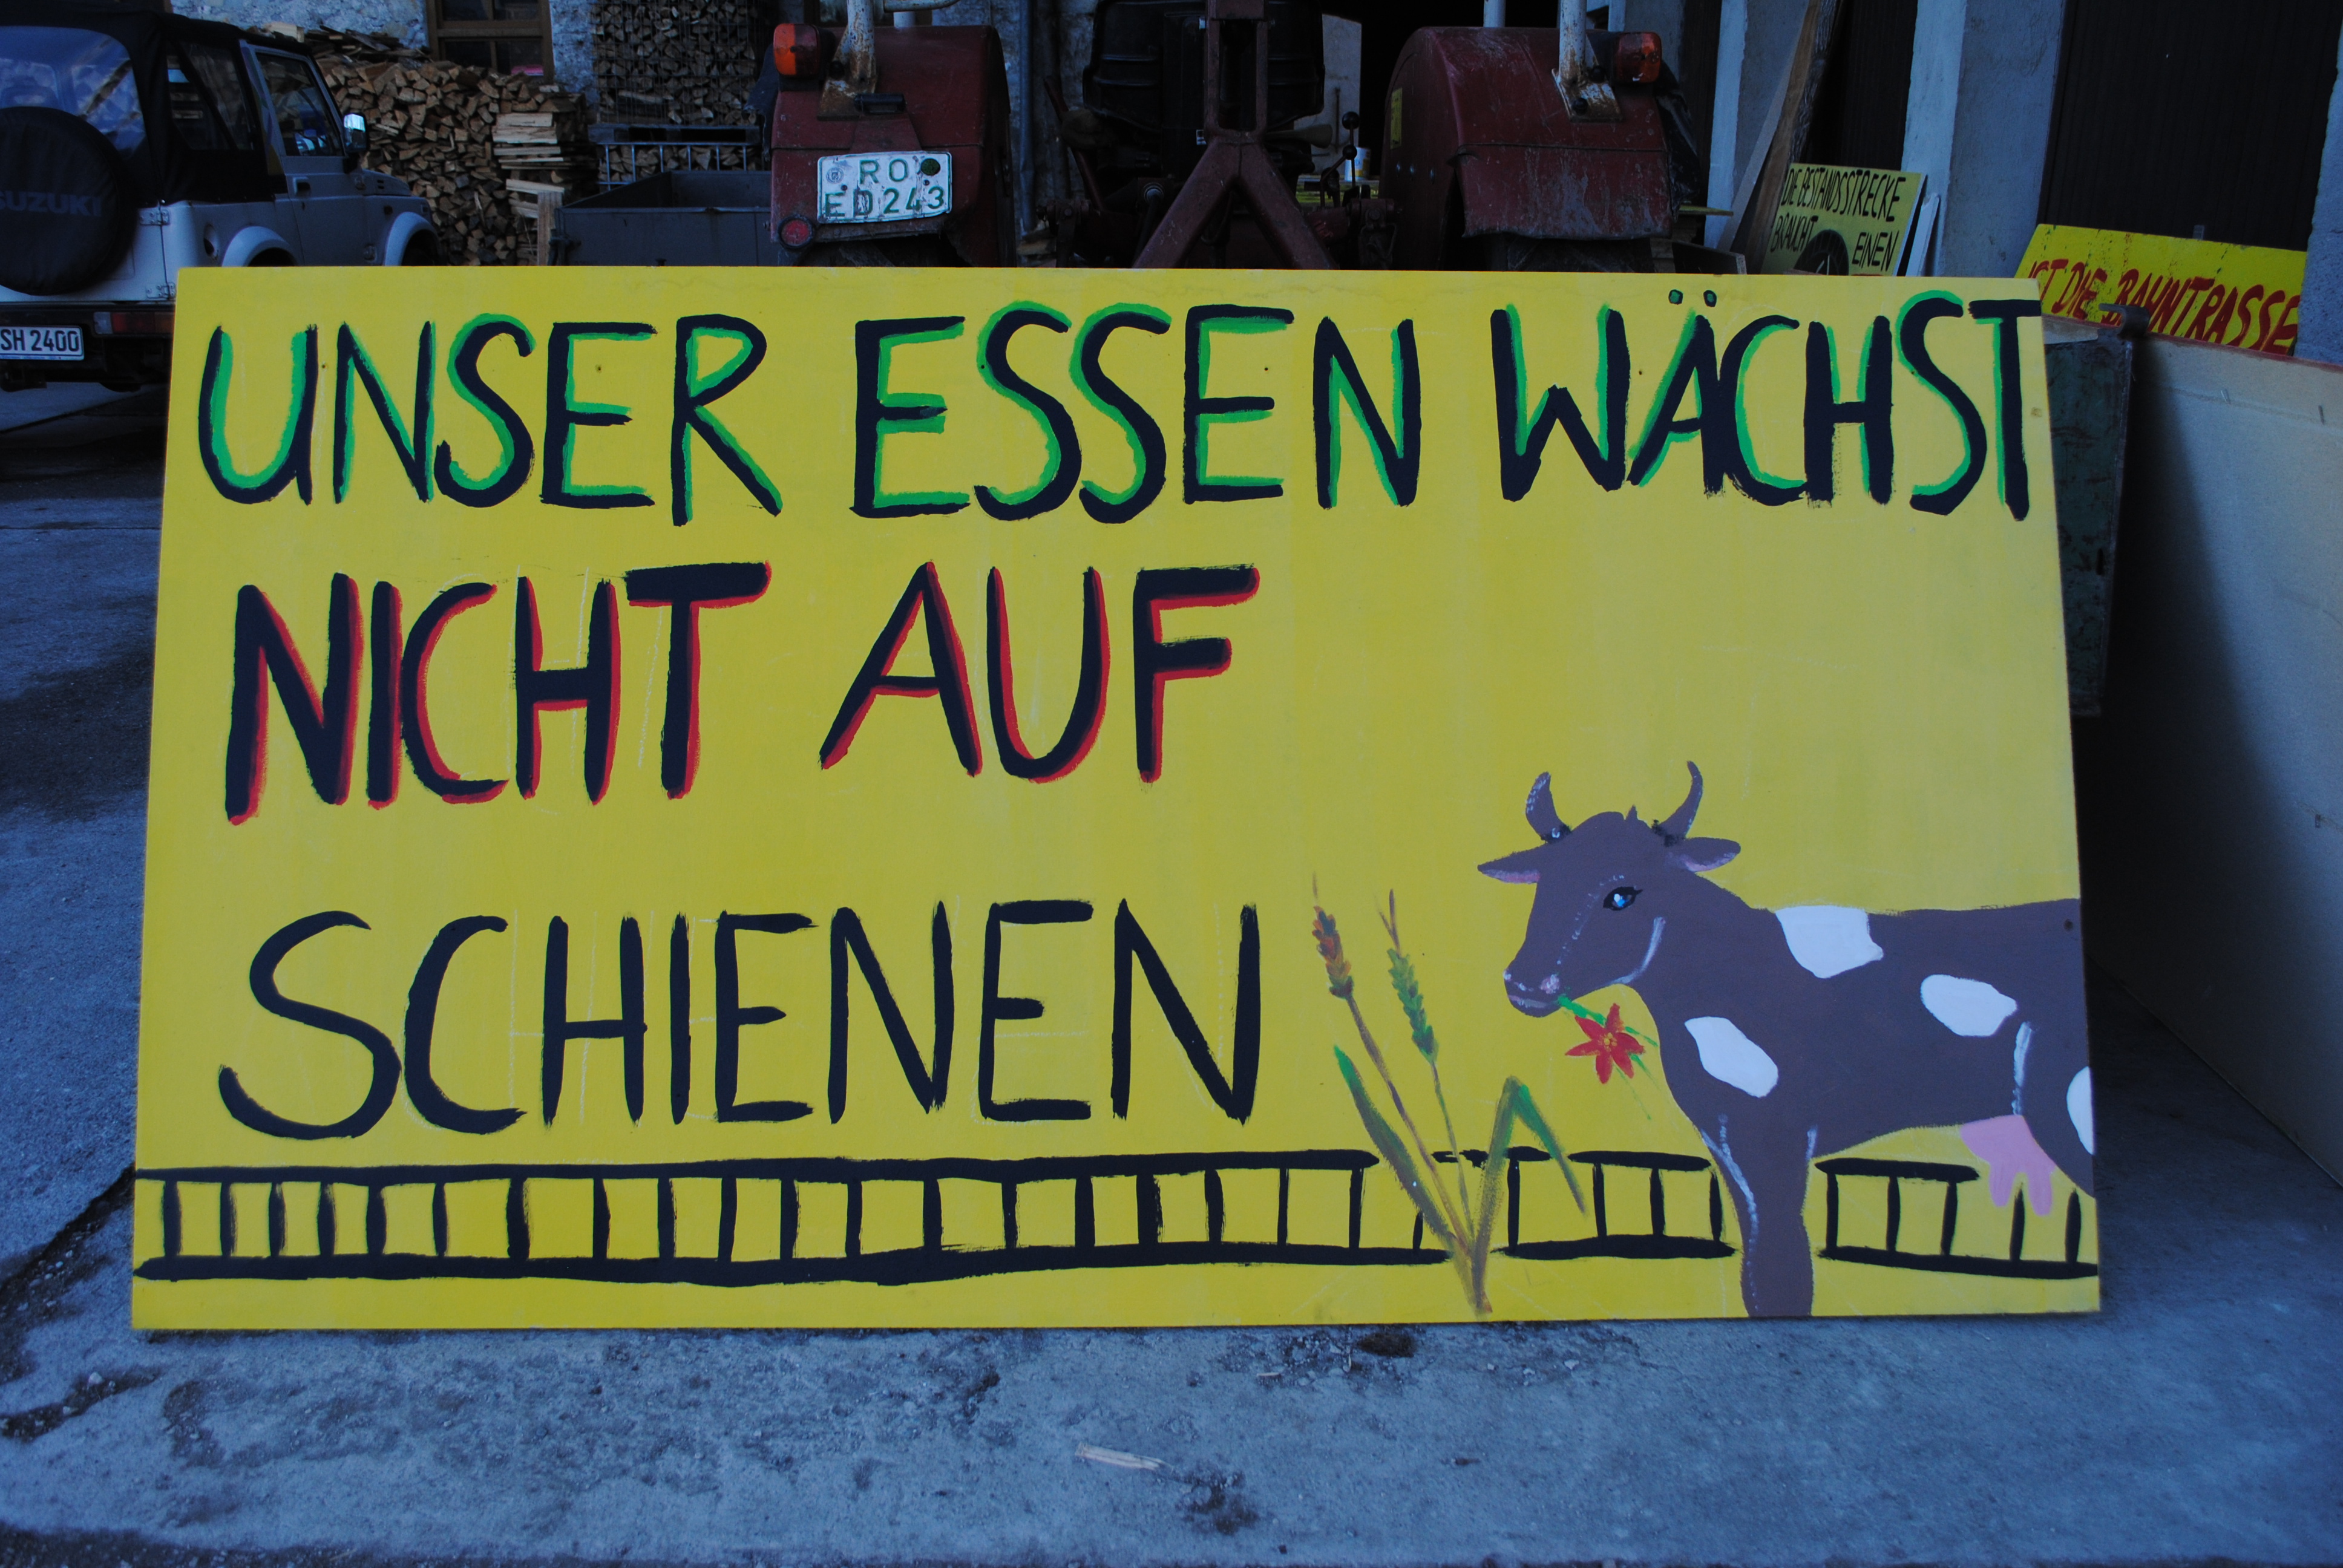 SUZUKI
SH 2400
RO
ED 243
DIE BESTANDSSTRECKE
BRAUCHT EINEN
IST DIE BAHNTRASSE
UNSER ESSEN WÄCHST
NICHT AUF
SCHIENEN